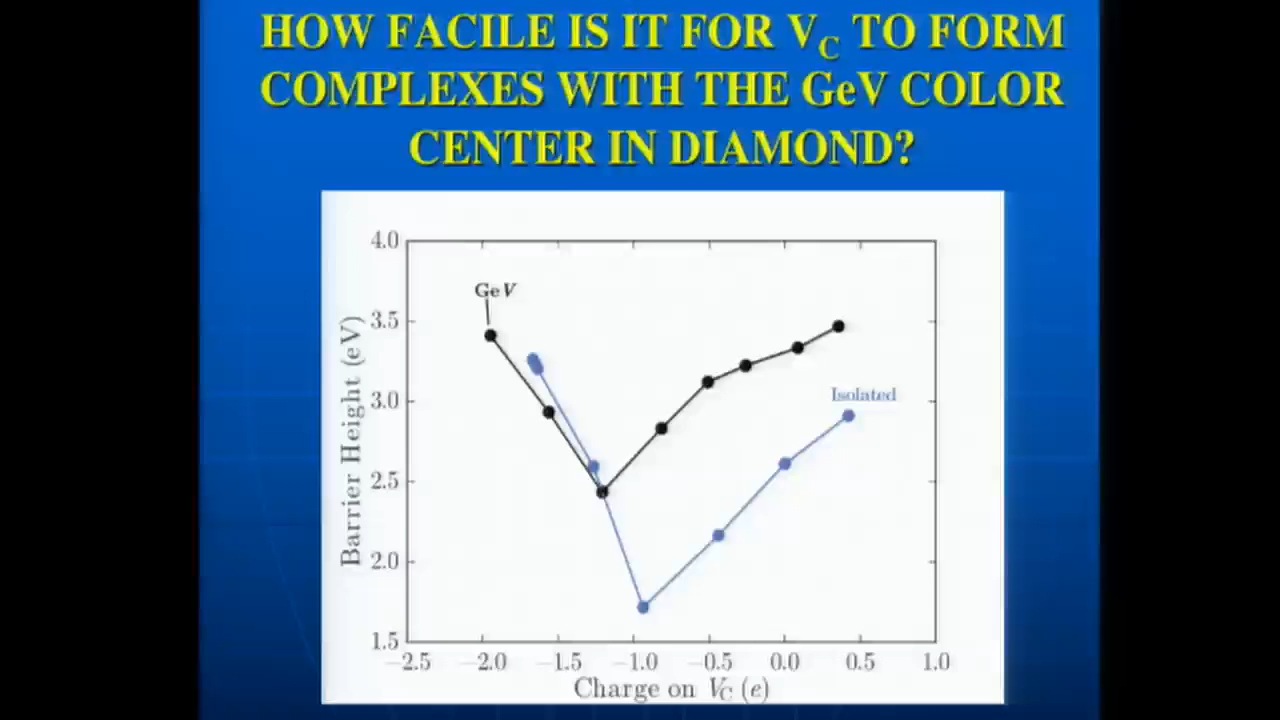 HOW FACILE IS IT FOR V_C TO FORM
COMPLEXES WITH THE GeV COLOR
CENTER IN DIAMOND?
4.0
GeV
3.5
3.0
Isolated
2.5
2.0
1.5
Barrier Height (eV)
−2.5 −2.0 −1.5 −1.0 −0.5 0.0 0.5 1.0
Charge on V_C (e)